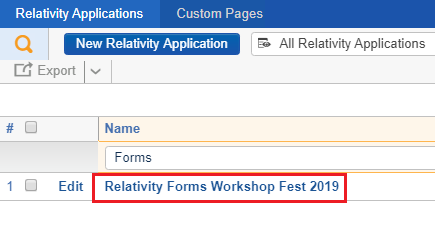 Relativity Applications Custom Pages
New Relativity Application All Relativity Applications
Export
# Name
Forms
1 Edit Relativity Forms Workshop Fest 2019